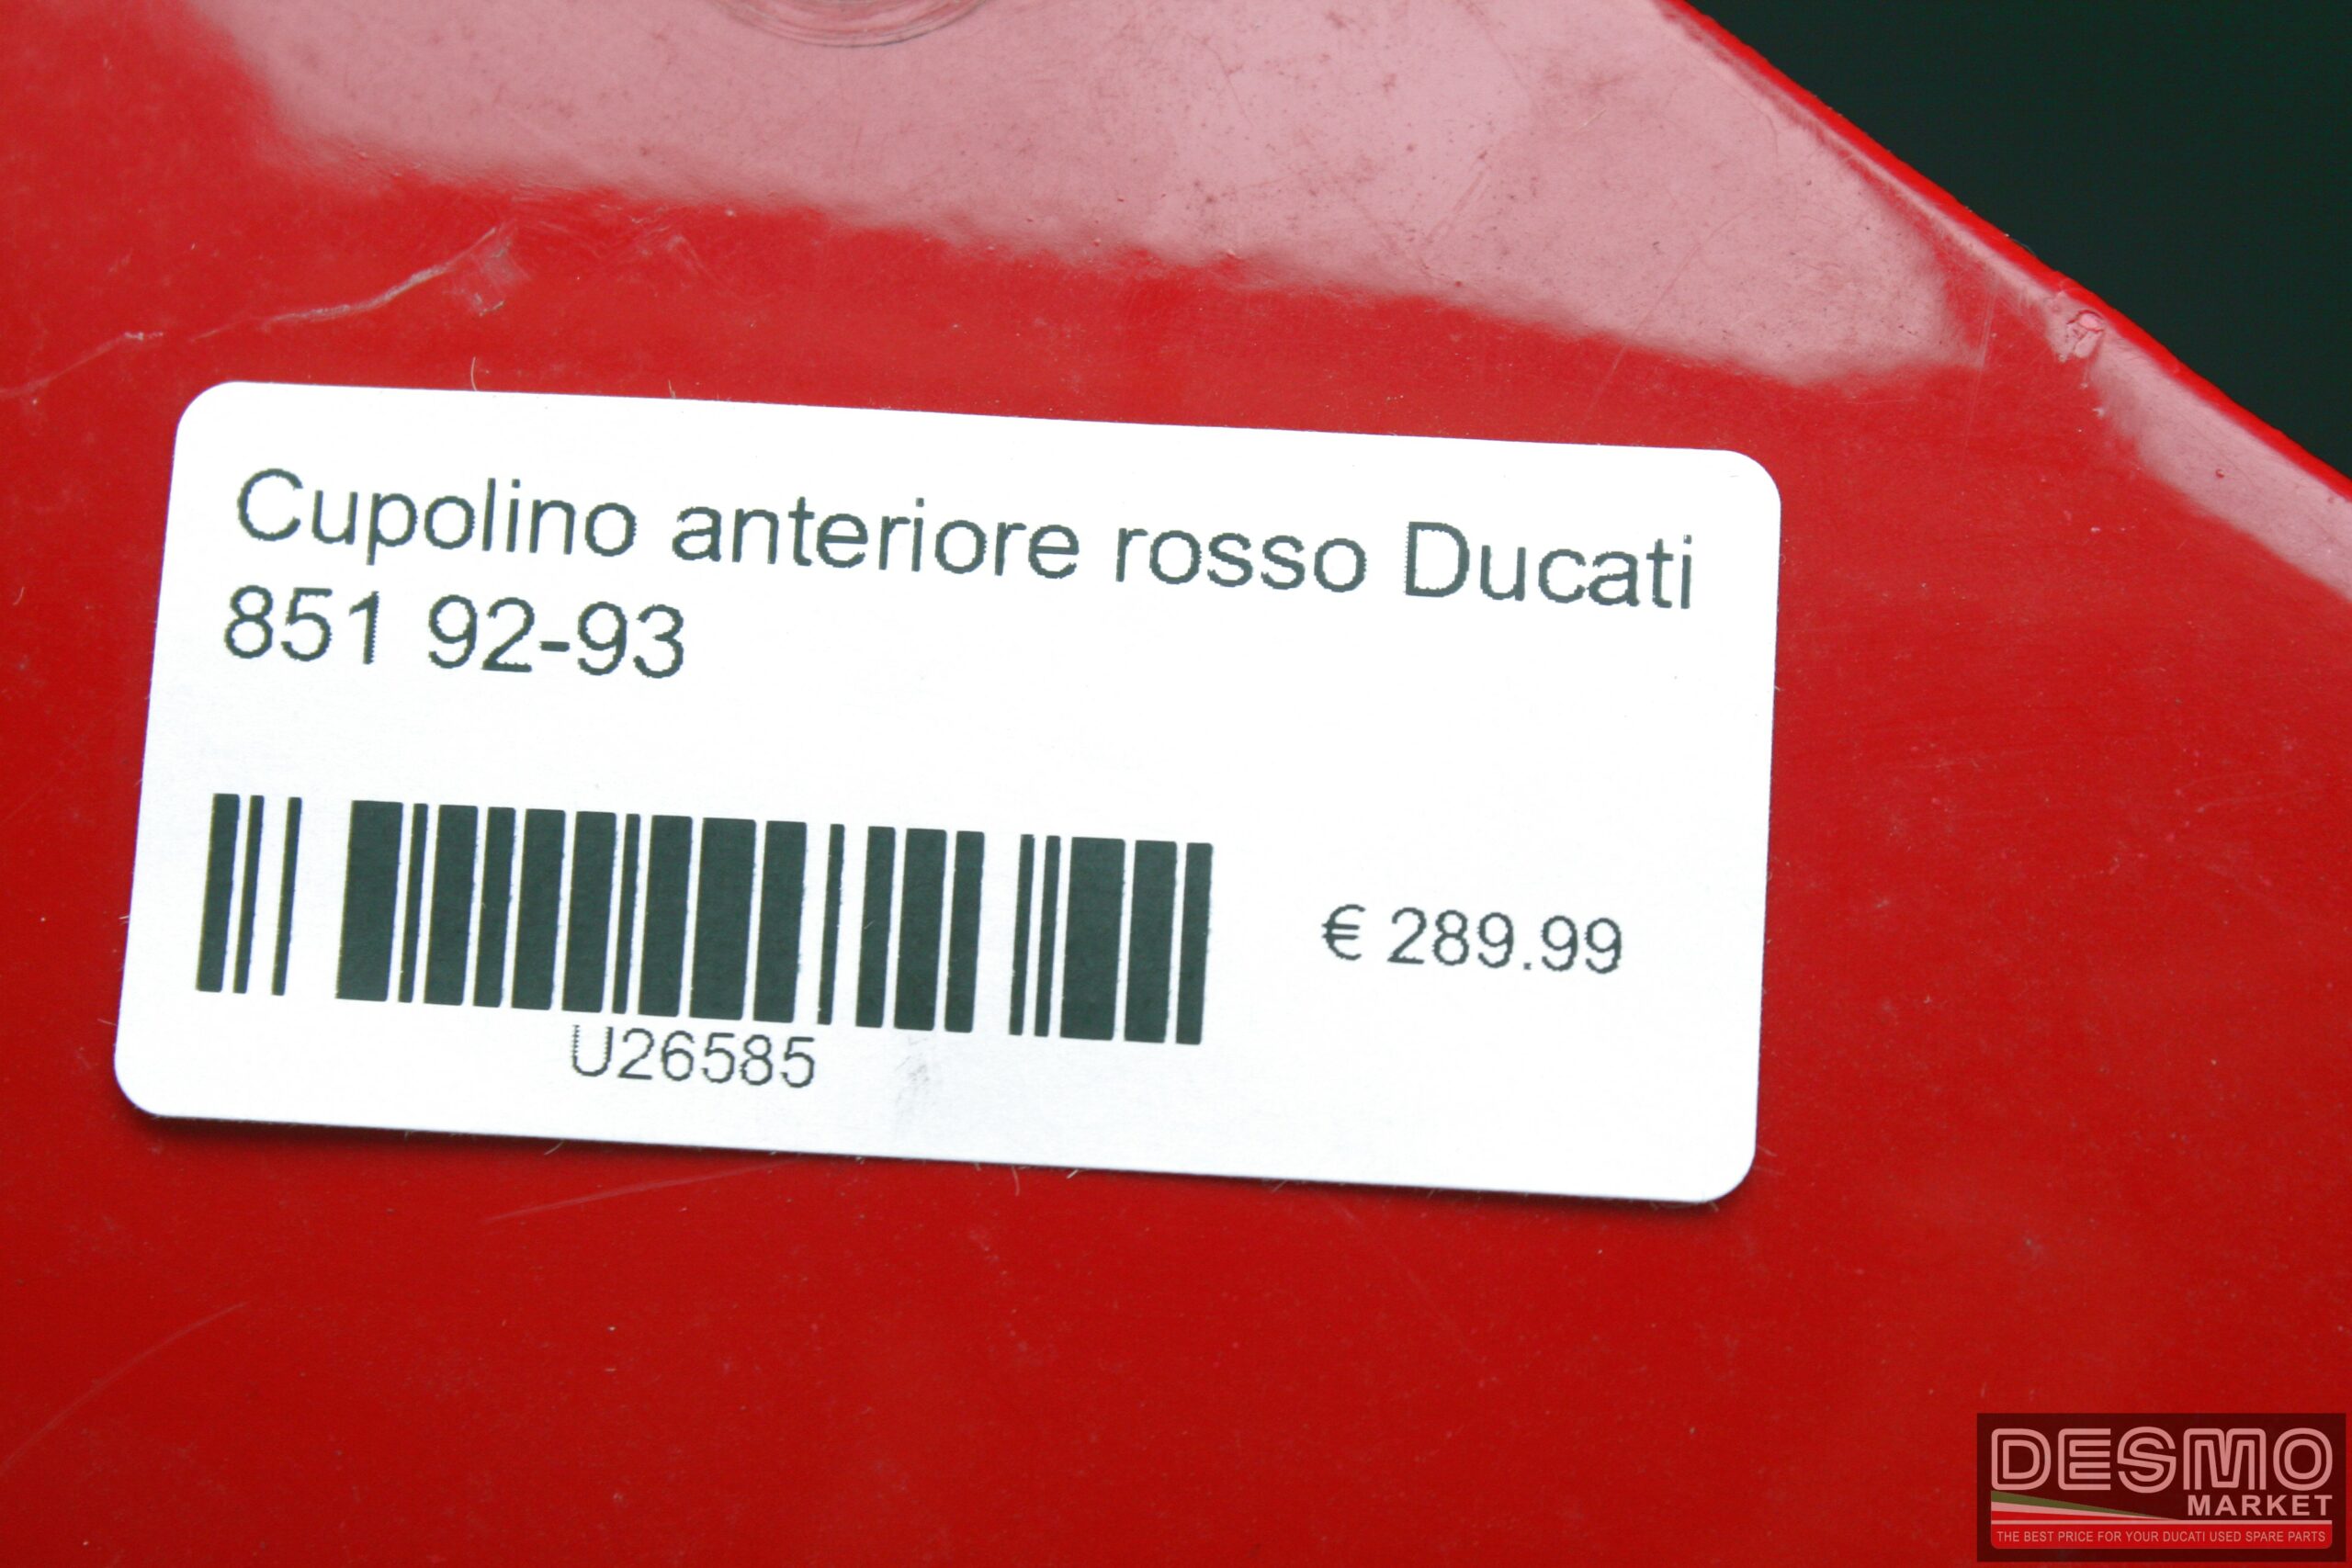 Cupolino anteriore rosso Ducati
851 92-93
€ 289.99
U26585
DESMO
MARKET
THE BEST PRICE FOR YOUR DUCATI USED SPARE PARTS